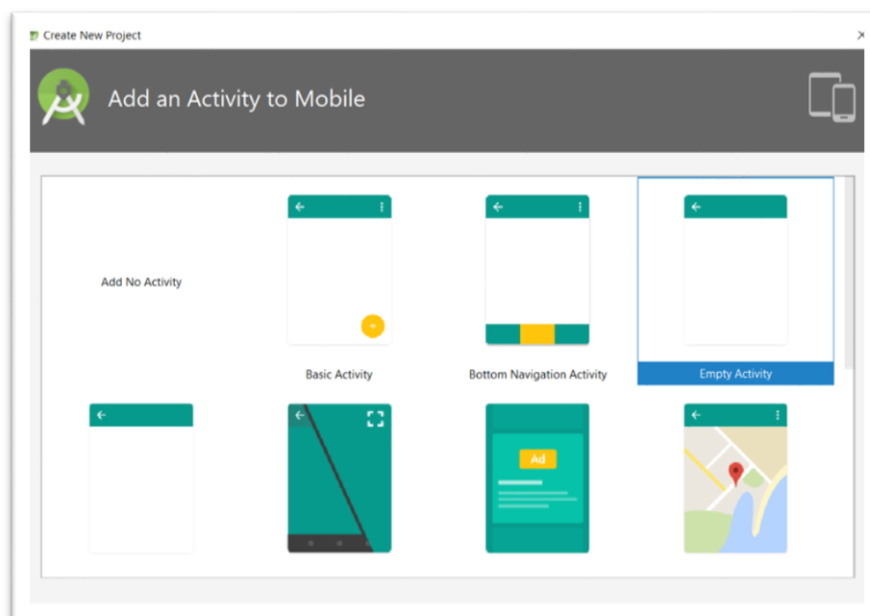 Create New Project
Add an Activity to Mobile
Add No Activity
Basic Activity
Bottom Navigation Activity
Empty Activity
Ad